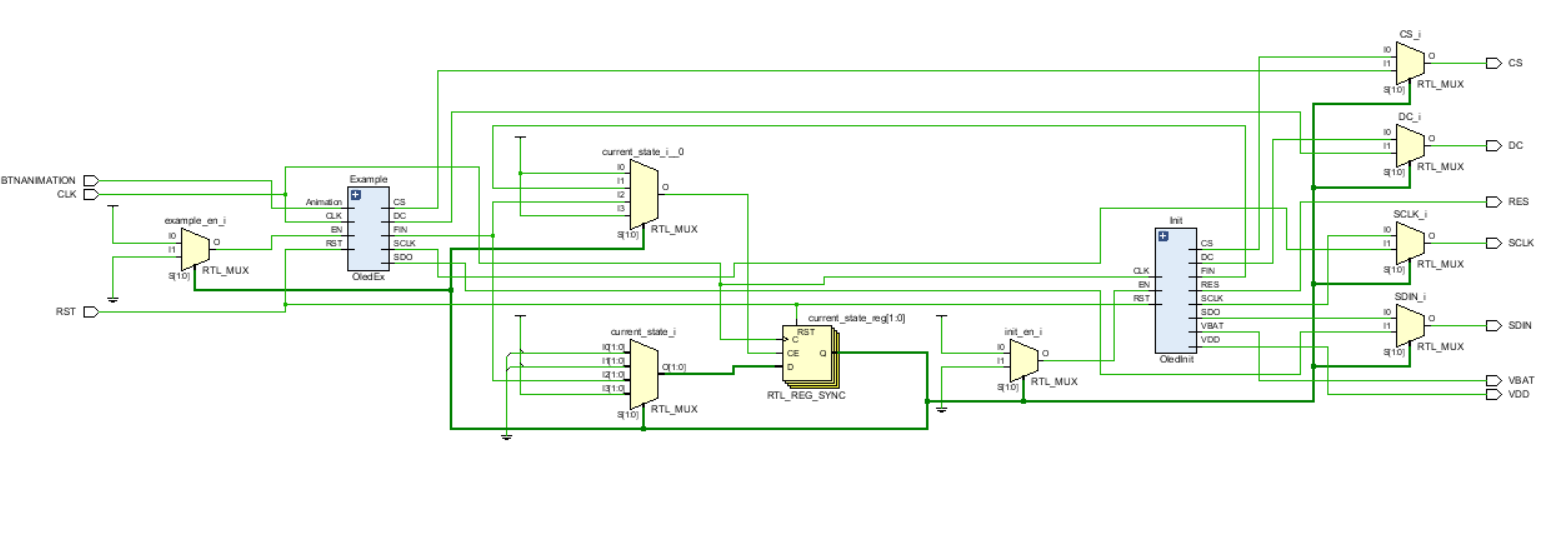 CS_i
I0
I1
O
S[1:0]
RTL_MUX
CS
DC_i
I0
I1
O
S[1:0]
RTL_MUX
DC
current_state_i__0
I0
I1
I2
I3
O
S[1:0]
RTL_MUX
BTNANIMATION
CLK
Example
Animation
CLK
EN
RST
CS
DC
FIN
SCLK
SDO
OledEx
example_en_i
I0
I1
O
S[1:0]
RTL_MUX
RES
Init
CLK
EN
RST
CS
DC
FIN
RES
SCLK
SDO
VBAT
VDD
OledInit
SCLK_i
I0
I1
O
S[1:0]
RTL_MUX
SCLK
RST
current_state_i
I0[1:0]
I1[1:0]
I2[1:0]
I3[1:0]
O[1:0]
S[1:0]
RTL_MUX
current_state_reg[1:0]
RST
C
CE
D
Q
RTL_REG_SYNC
init_en_i
I0
I1
O
S[1:0]
RTL_MUX
SDIN_i
I0
I1
O
S[1:0]
RTL_MUX
SDIN
VBAT
VDD